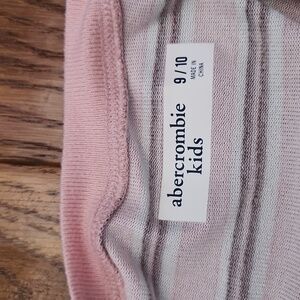 abercrombie
kids
9/10
MADE IN
CHINA